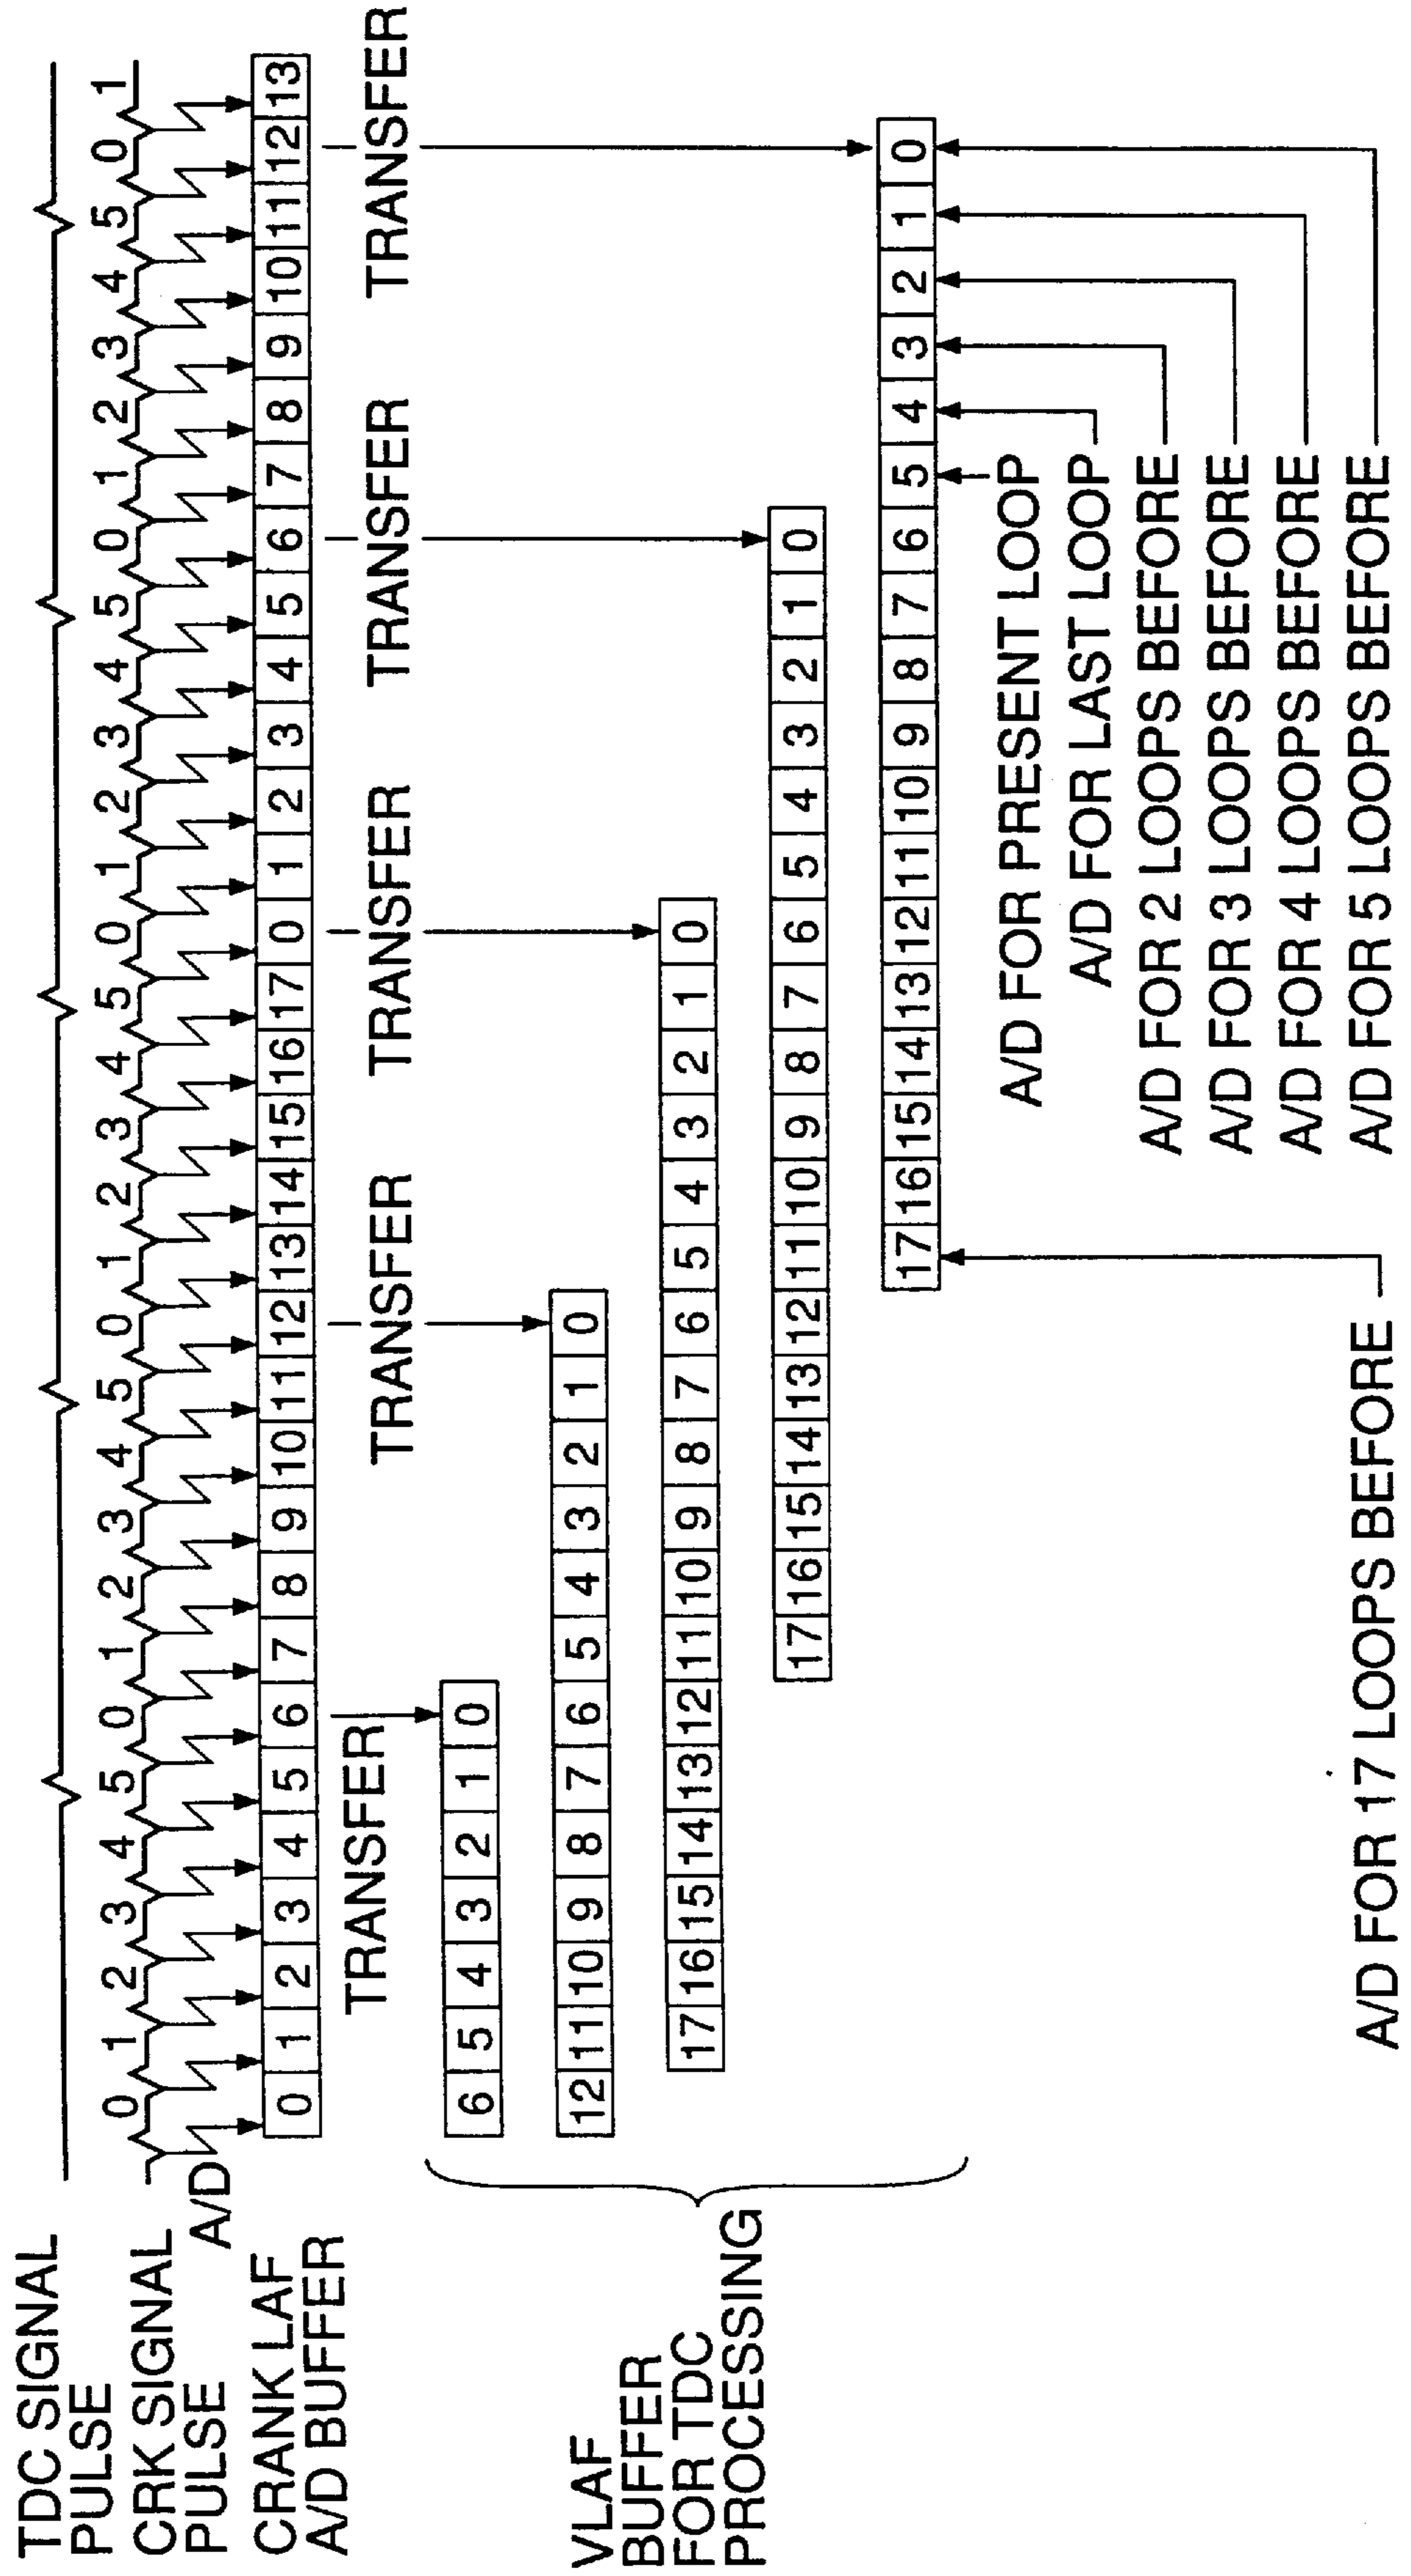 TDC SIGNAL
PULSE
CRK SIGNAL
PULSE
0 1 2 3 4 5 0 1 2 3 4 5 0 1 2 3 4 5 0 1 2 3 4 5 0 1 2 3 4 5 0 1
A/D
CRANK LAF
A/D BUFFER
0 1 2 3 4 5 6 7 8 9 10 11 12 13 14 15 16 17 0 1 2 3 4 5 6 7 8 9 10 11 12 13
TRANSFER
TRANSFER
TRANSFER
TRANSFER
TRANSFER
VLAF
BUFFER
FOR TDC
PROCESSING
6 5 4 3 2 1 0
12 11 10 9 8 7 6 5 4 3 2 1 0
17 16 15 14 13 12 11 10 9 8 7 6 5 4 3 2 1 0
17 16 15 14 13 12 11 10 9 8 7 6 5 4 3 2 1 0
17 16 15 14 13 12 11 10 9 8 7 6 5 4 3 2 1 0
A/D FOR PRESENT LOOP
A/D FOR LAST LOOP
A/D FOR 2 LOOPS BEFORE
A/D FOR 3 LOOPS BEFORE
A/D FOR 4 LOOPS BEFORE
A/D FOR 5 LOOPS BEFORE
A/D FOR 17 LOOPS BEFORE